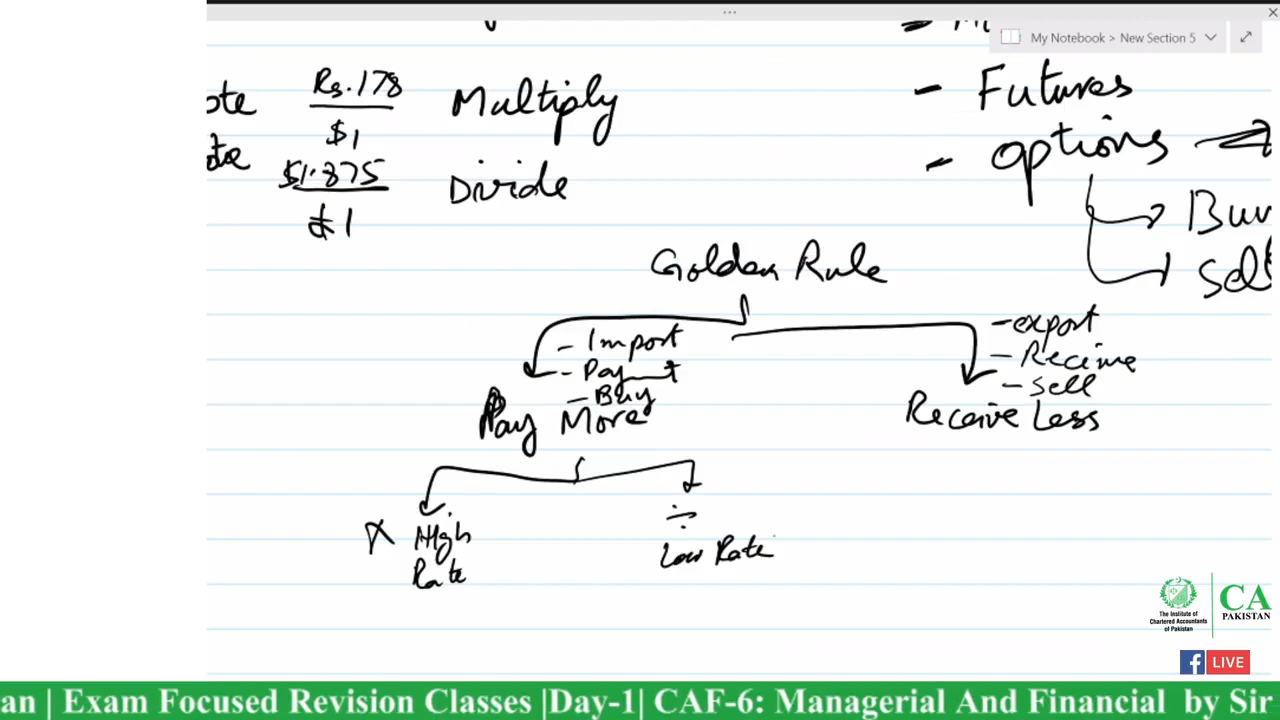 My Notebook > New Section 5
ote Rs.178 / $1 Multiply
ote $1.875 / £1 Divide
- Futures
- options →
Buy
Sell
Golden Rule
- Import
- Payment
- Buy
Pay More
- export
- Receive
- Sell
Receive Less
× High Rate
÷ Low Rate
The Institute of
Chartered Accountants
of Pakistan
CA
PAKISTAN
f LIVE
an | Exam Focused Revision Classes |Day-1| CAF-6: Managerial And Financial by Sir